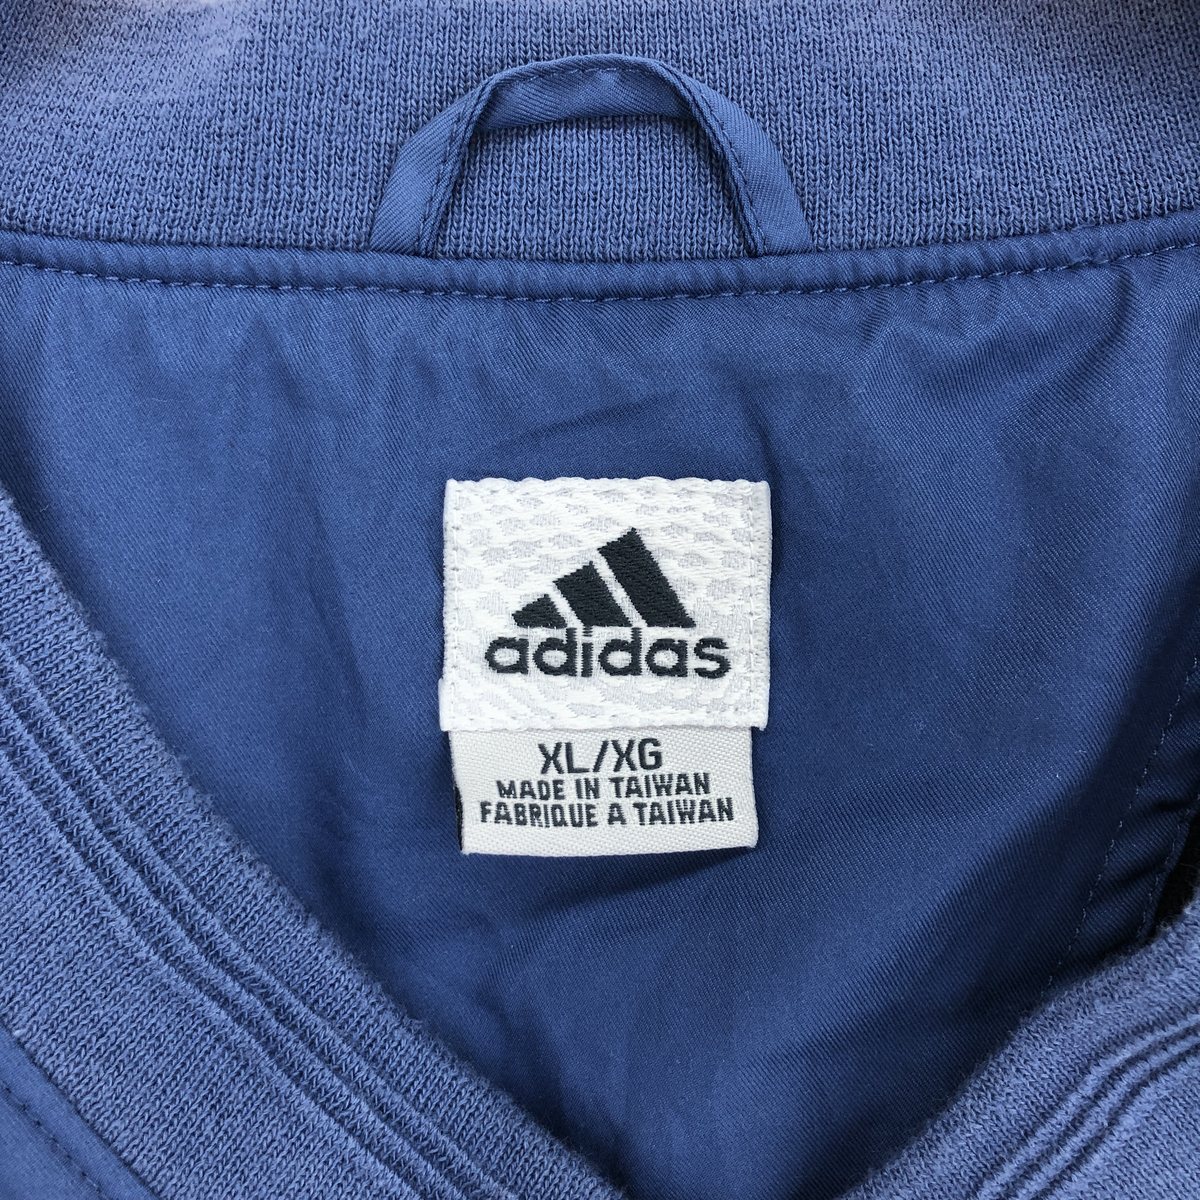 adidas
XL/XG
MADE IN TAIWAN
FABRIQUE A TAIWAN